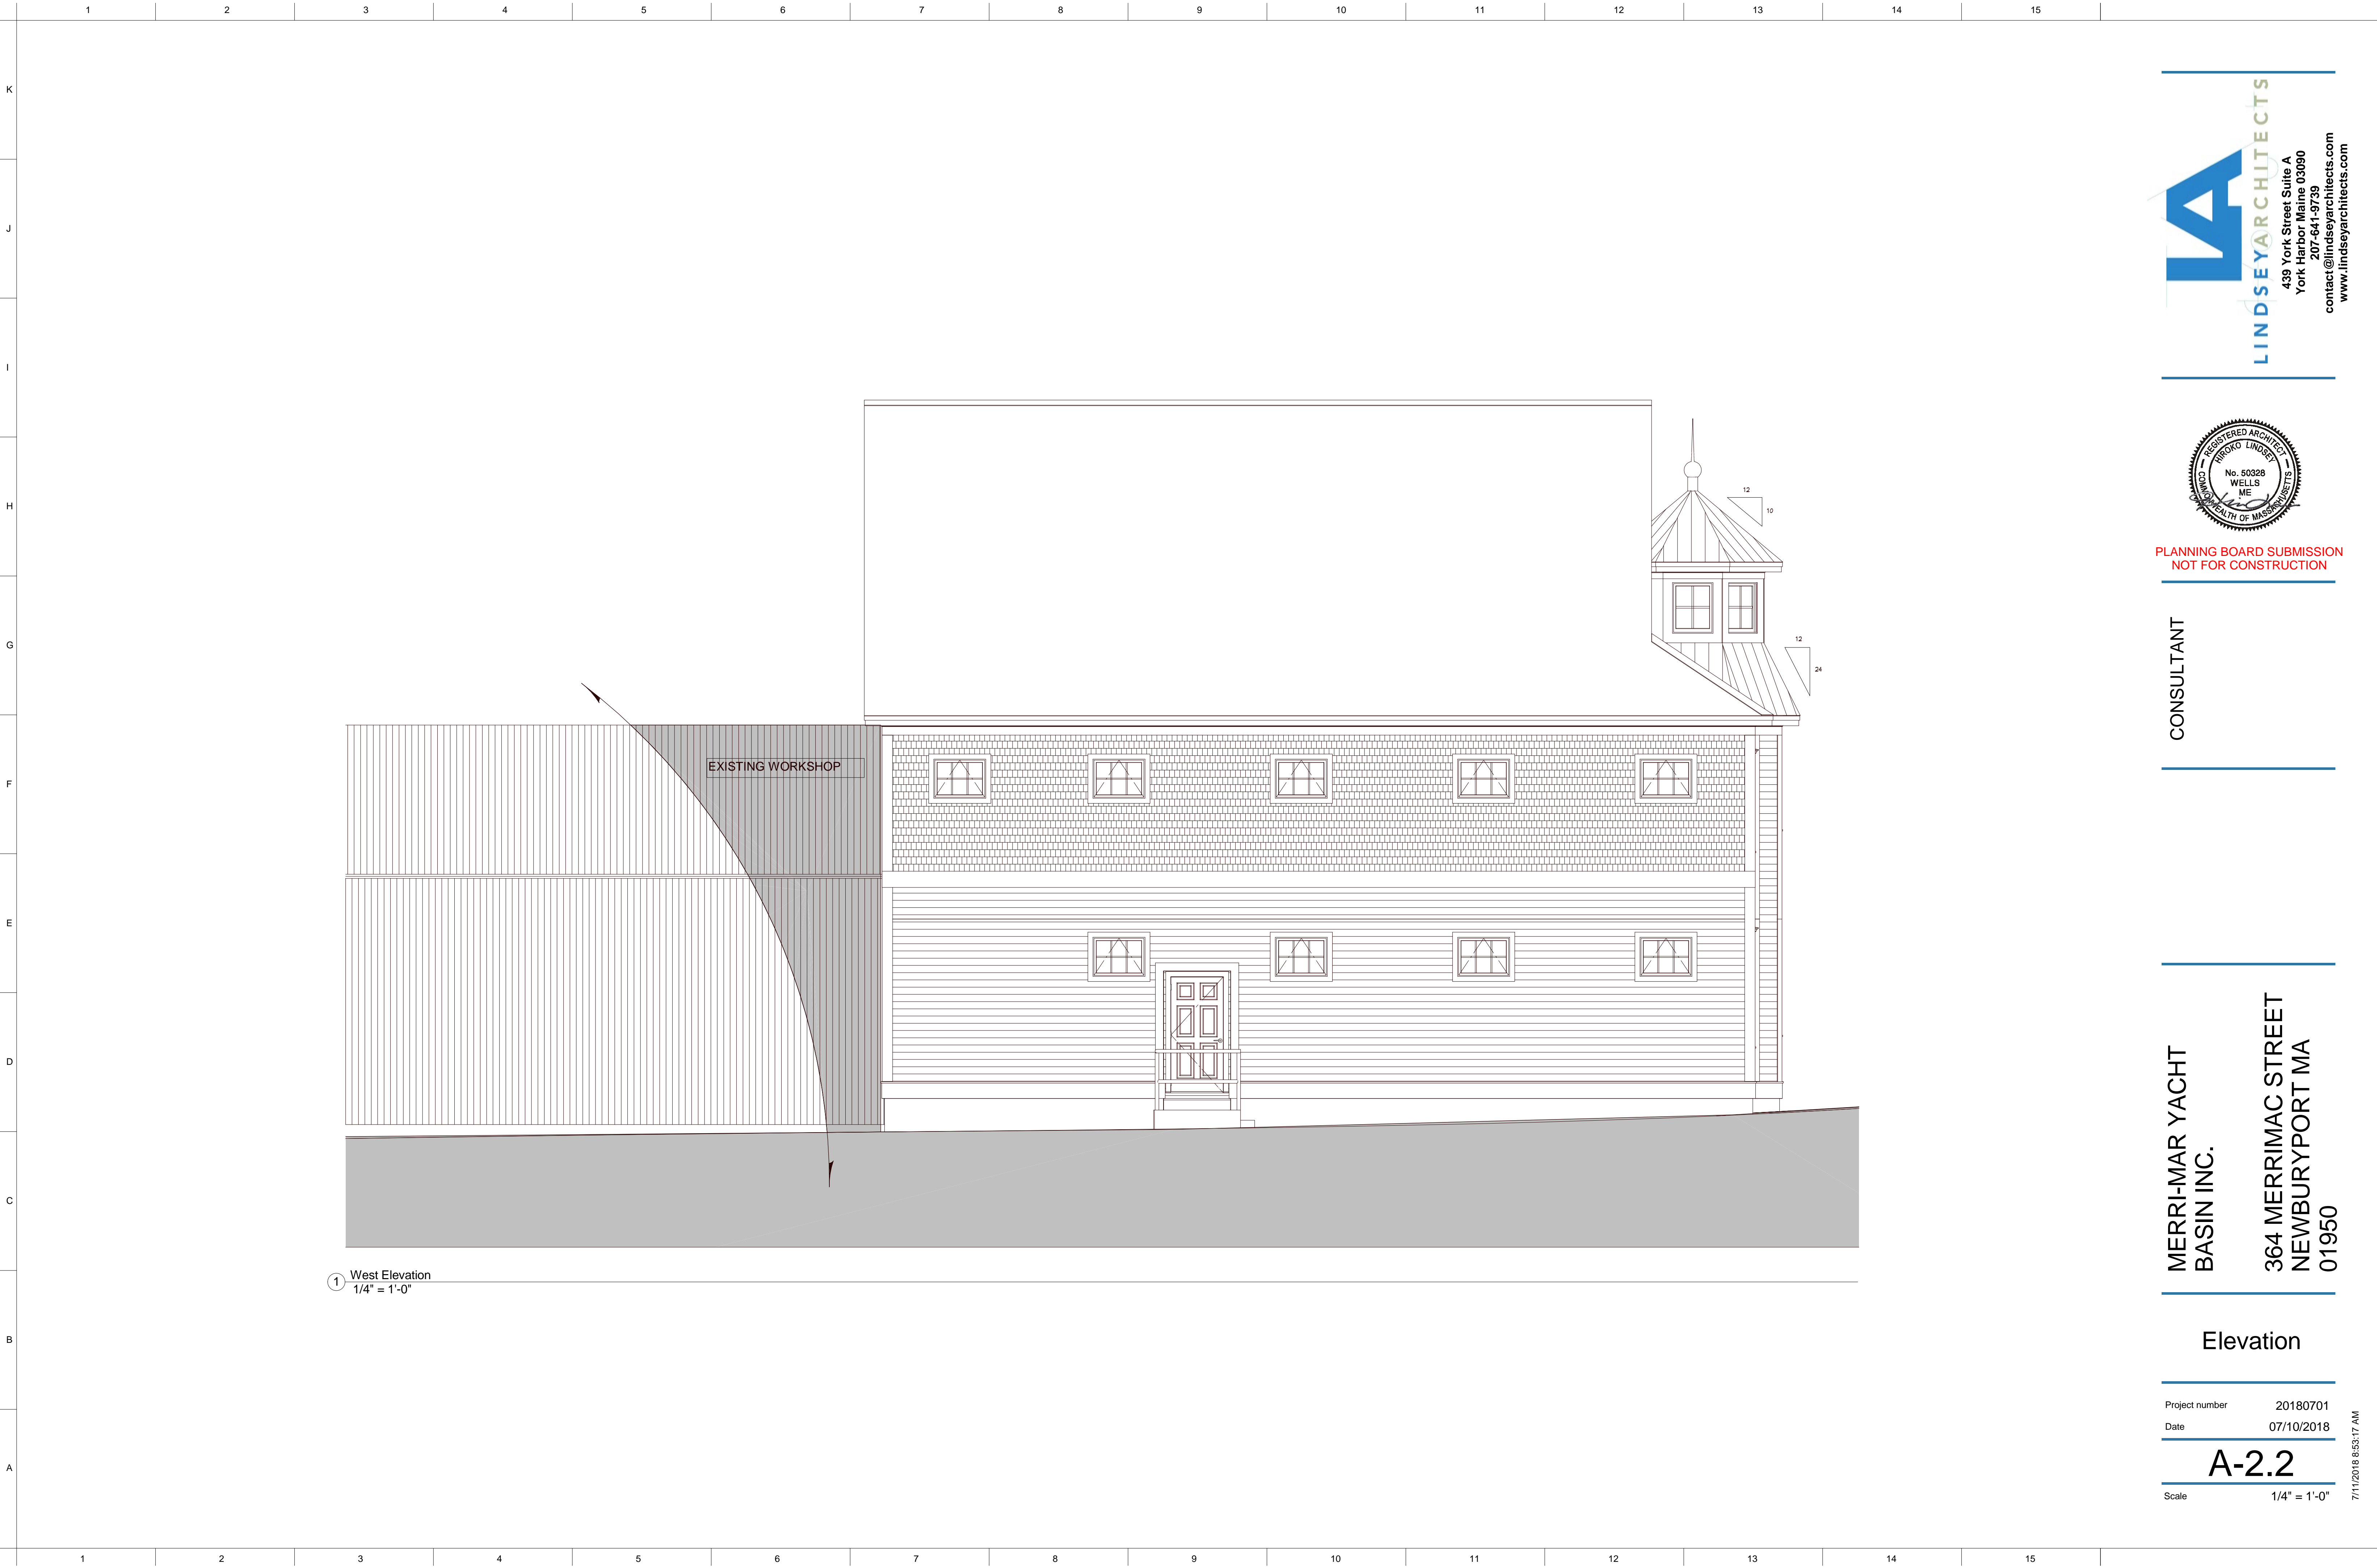 1 2 3 4 5 6 7 8 9 10 11 12 13 14 15
K
J
I
H
G
F
E
D
C
B
A
12
10
12
24
EXISTING WORKSHOP
1 West Elevation
1/4" = 1'-0"
1 2 3 4 5 6 7 8 9 10 11 12 13 14 15
LA
LINDSEYARCHITECTS
439 York Street Suite A
York Harbor Maine 03090
207-641-9739
contact@lindseyarchitects.com
www.lindseyarchitects.com
REGISTERED ARCHITECT
HIROKO LINDSEY
No. 50328
WELLS
ME
COMMONWEALTH OF MASSACHUSETTS
PLANNING BOARD SUBMISSION
NOT FOR CONSTRUCTION
CONSULTANT
MERRI-MAR YACHT
BASIN INC.
364 MERRIMAC STREET
NEWBURYPORT MA
01950
Elevation
Project number 20180701
Date 07/10/2018
A-2.2
Scale 1/4" = 1'-0"
7/11/2018 8:53:17 AM